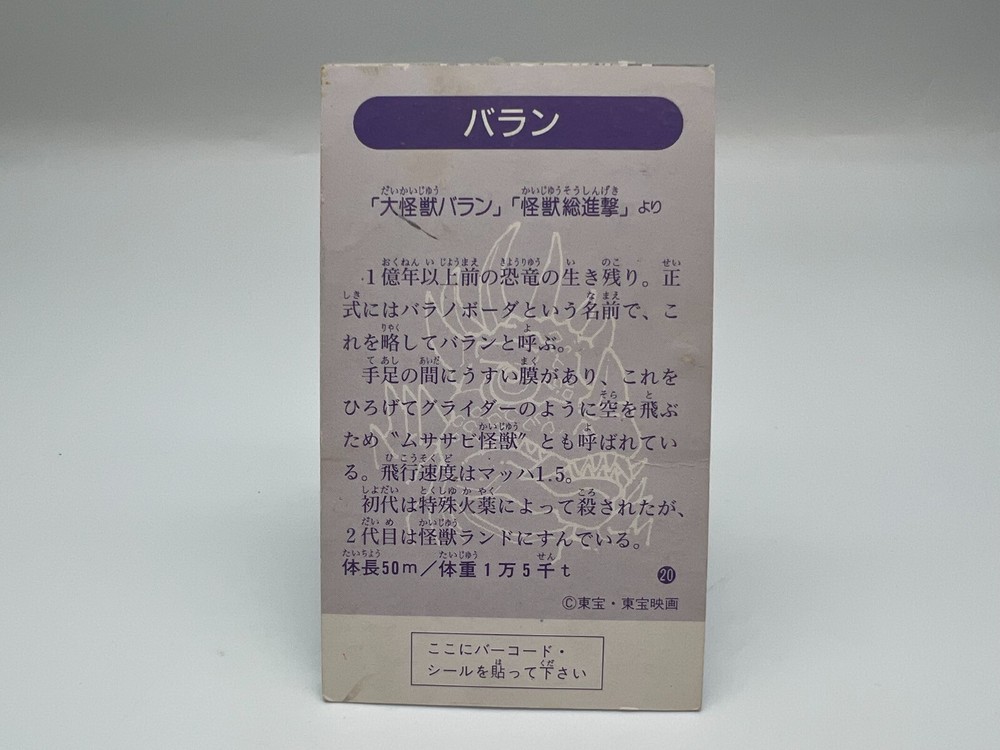 バラン
「大怪獣バラン」「怪獣総進撃」より
1億年以上前の恐竜の生き残り。正
式にはバラノポーダという名前で、こ
れを略してバランと呼ぶ。
手足の間にうすい膜があり、これを
ひろげてグライダーのように空を飛ぶ
ため〝ムササビ怪獣〟とも呼ばれてい
る。飛行速度はマッハ1.5。
初代は特殊火薬によって殺されたが、
2代目は怪獣ランドにすんでいる。
体長50m/体重1万5千t
20
©東宝・東宝映画
ここにバーコード・
シールを貼って下さい